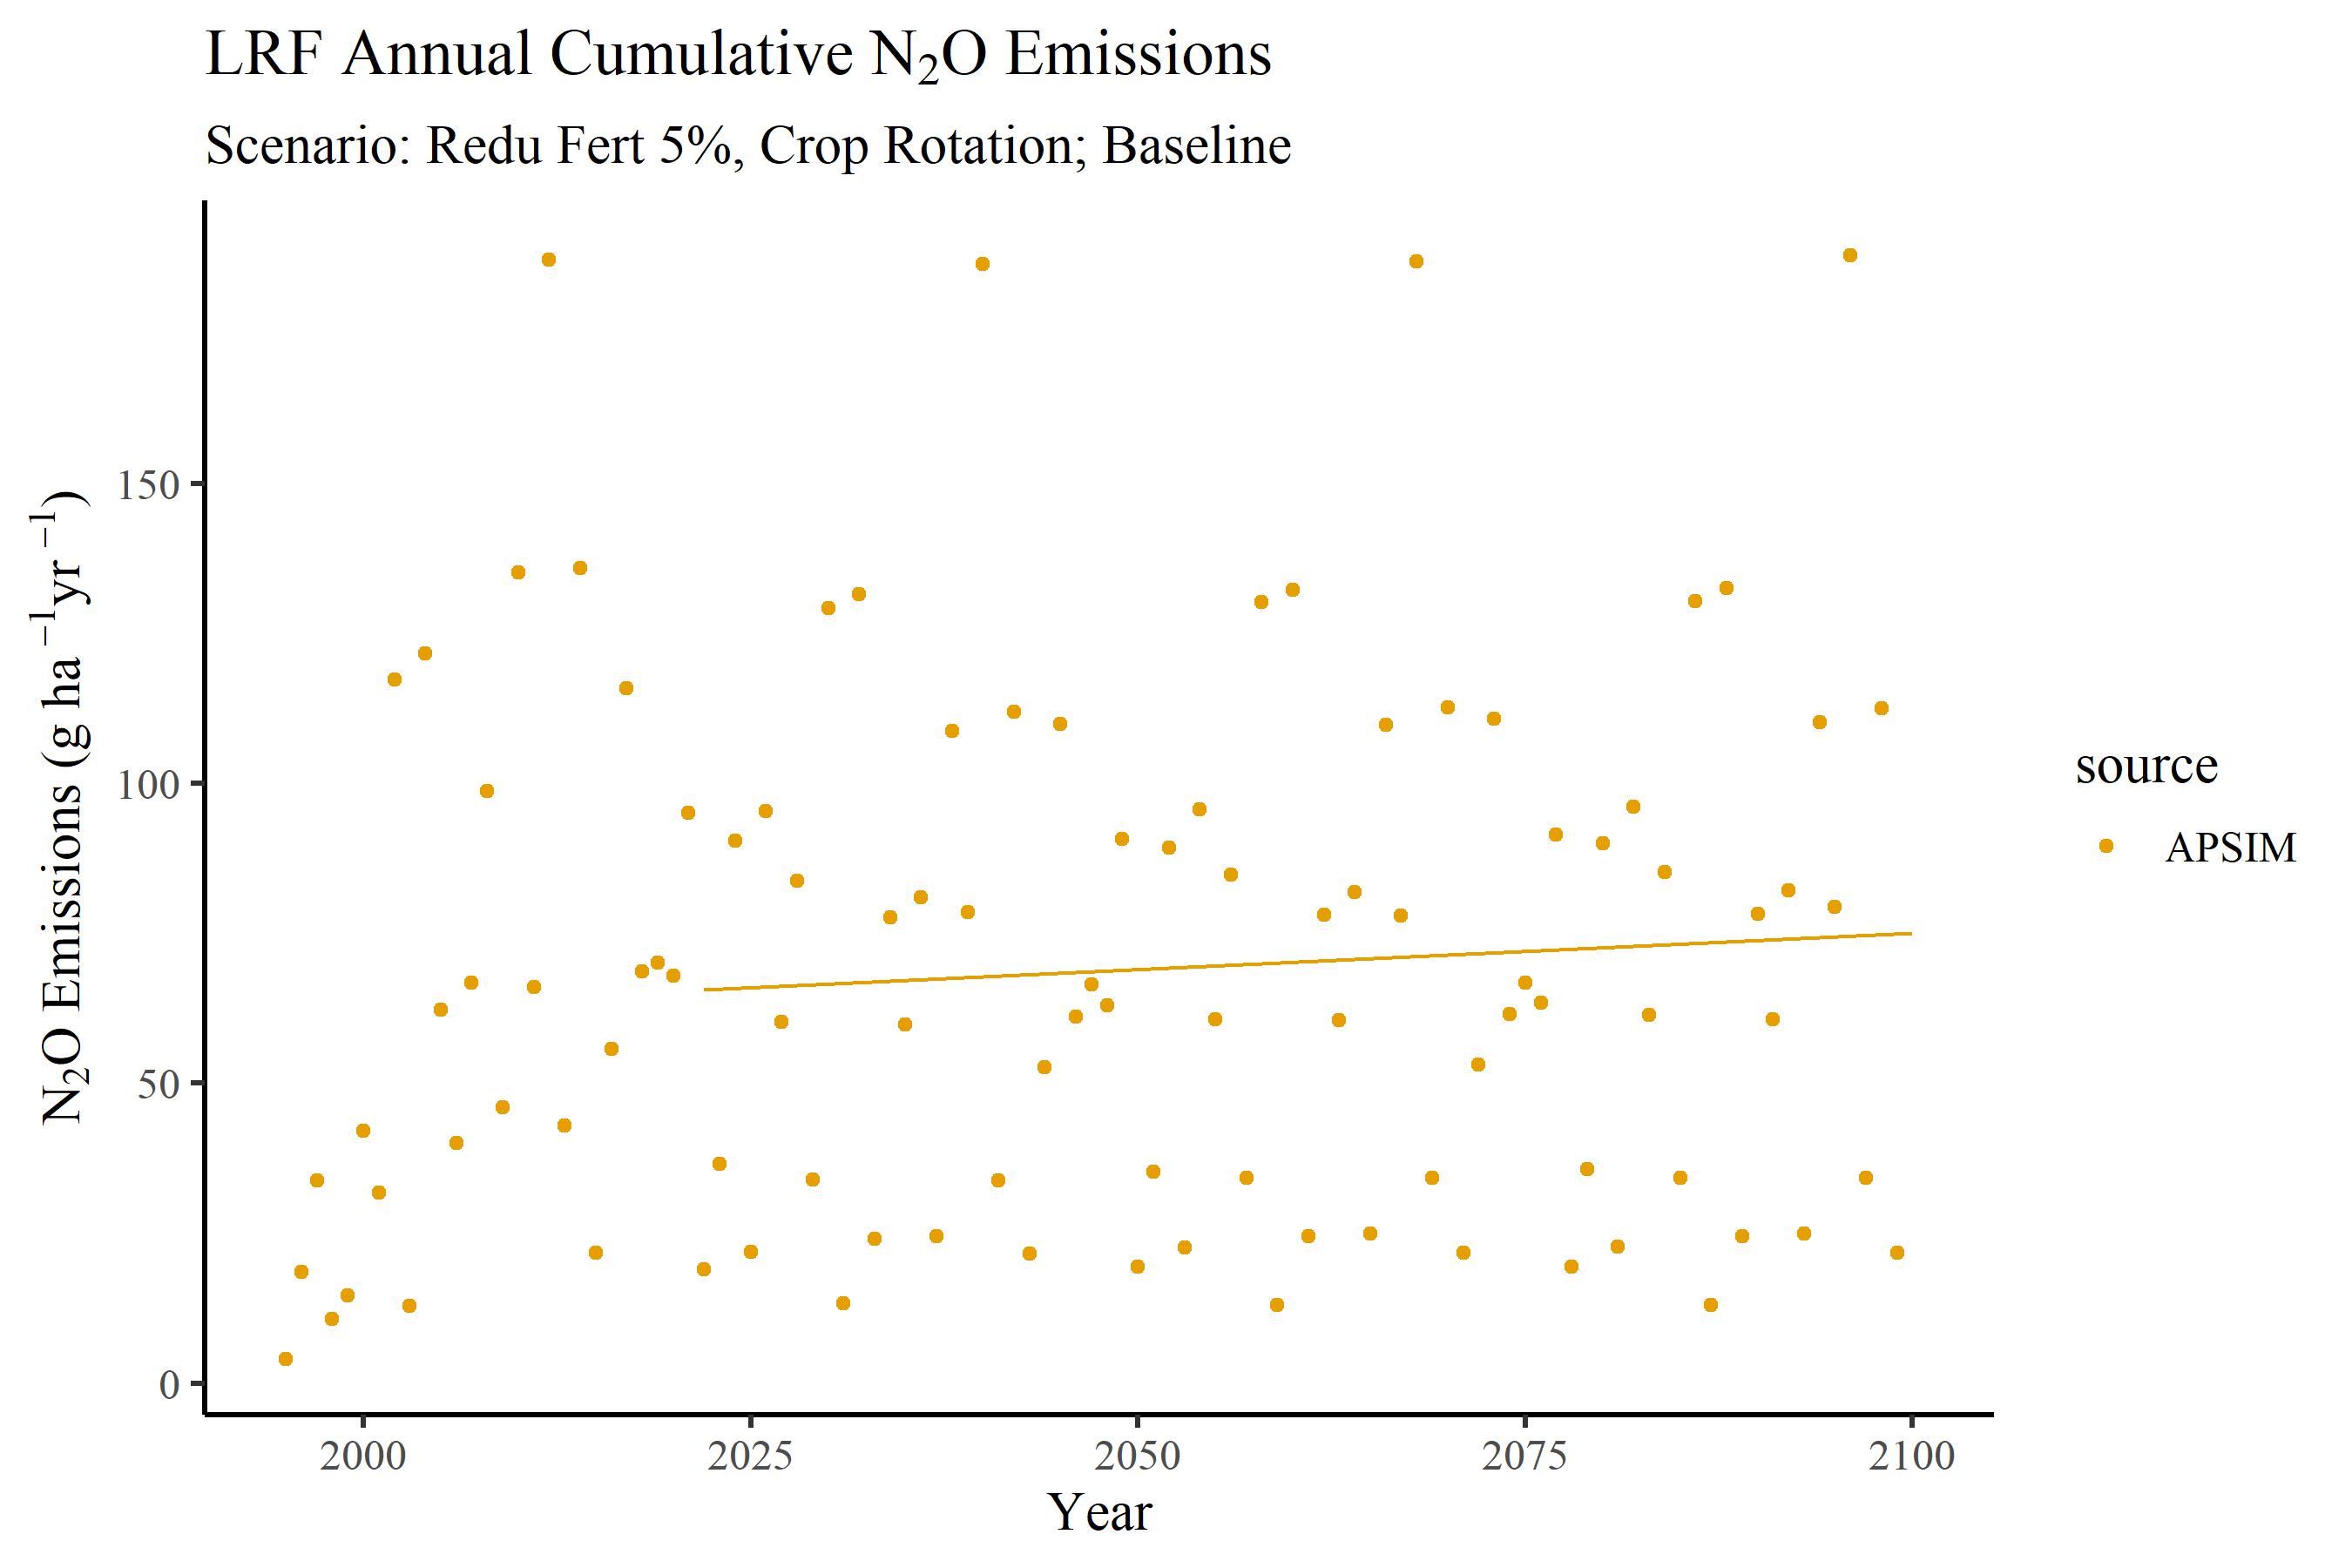 LRF Annual Cumulative N₂O Emissions
Scenario: Redu Fert 5%, Crop Rotation; Baseline
N₂O Emissions (g ha ⁻¹yr ⁻¹)
150
100
50
0
2000 2025 2050 2075 2100
Year
source
APSIM